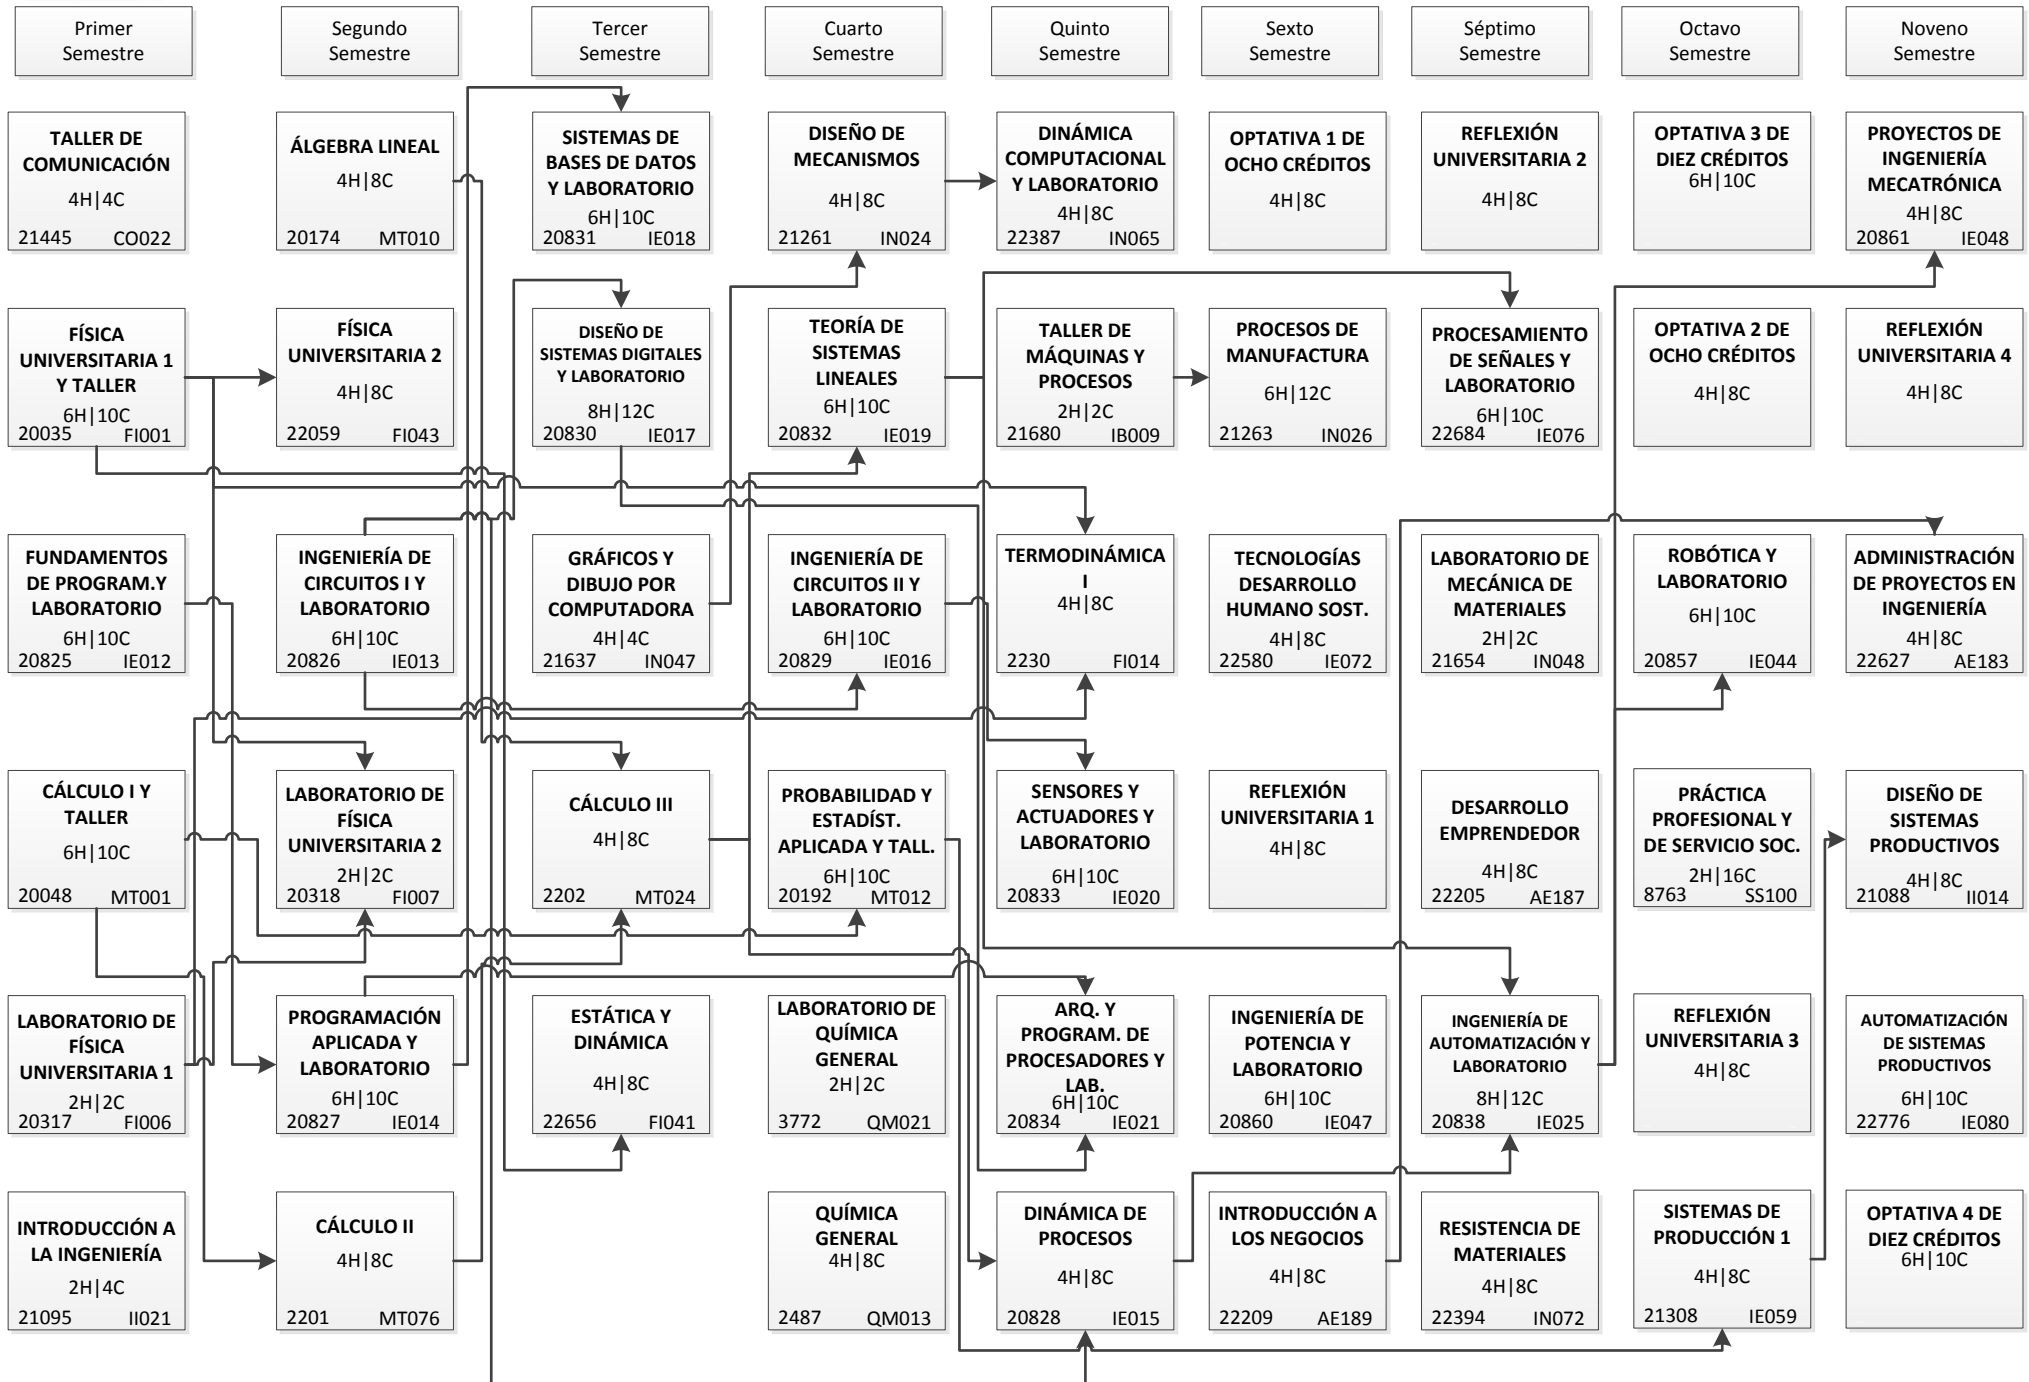 Primer
Semestre
Segundo
Semestre
Tercer
Semestre
Cuarto
Semestre
Quinto
Semestre
Sexto
Semestre
Séptimo
Semestre
Octavo
Semestre
Noveno
Semestre
TALLER DE
COMUNICACIÓN
4H|4C
21445 CO022
ÁLGEBRA LINEAL
4H|8C
20174 MT010
SISTEMAS DE
BASES DE DATOS
Y LABORATORIO
6H|10C
20831 IE018
DISEÑO DE
MECANISMOS
4H|8C
21261 IN024
DINÁMICA
COMPUTACIONAL
Y LABORATORIO
4H|8C
22387 IN065
OPTATIVA 1 DE
OCHO CRÉDITOS
4H|8C
REFLEXIÓN
UNIVERSITARIA 2
4H|8C
OPTATIVA 3 DE
DIEZ CRÉDITOS
6H|10C
PROYECTOS DE
INGENIERÍA
MECATRÓNICA
4H|8C
20861 IE048
FÍSICA
UNIVERSITARIA 1
Y TALLER
6H|10C
20035 FI001
FÍSICA
UNIVERSITARIA 2
4H|8C
22059 FI043
DISEÑO DE
SISTEMAS DIGITALES
Y LABORATORIO
8H|12C
20830 IE017
TEORÍA DE
SISTEMAS
LINEALES
6H|10C
20832 IE019
TALLER DE
MÁQUINAS Y
PROCESOS
2H|2C
21680 IB009
PROCESOS DE
MANUFACTURA
6H|12C
21263 IN026
PROCESAMIENTO
DE SEÑALES Y
LABORATORIO
6H|10C
22684 IE076
OPTATIVA 2 DE
OCHO CRÉDITOS
4H|8C
REFLEXIÓN
UNIVERSITARIA 4
4H|8C
FUNDAMENTOS
DE PROGRAM.Y
LABORATORIO
6H|10C
20825 IE012
INGENIERÍA DE
CIRCUITOS I Y
LABORATORIO
6H|10C
20826 IE013
GRÁFICOS Y
DIBUJO POR
COMPUTADORA
4H|4C
21637 IN047
INGENIERÍA DE
CIRCUITOS II Y
LABORATORIO
6H|10C
20829 IE016
TERMODINÁMICA
I
4H|8C
2230 FI014
TECNOLOGÍAS
DESARROLLO
HUMANO SOST.
4H|8C
22580 IE072
LABORATORIO DE
MECÁNICA DE
MATERIALES
2H|2C
21654 IN048
ROBÓTICA Y
LABORATORIO
6H|10C
20857 IE044
ADMINISTRACIÓN
DE PROYECTOS EN
INGENIERÍA
4H|8C
22627 AE183
CÁLCULO I Y
TALLER
6H|10C
20048 MT001
LABORATORIO DE
FÍSICA
UNIVERSITARIA 2
2H|2C
20318 FI007
CÁLCULO III
4H|8C
2202 MT024
PROBABILIDAD Y
ESTADÍST.
APLICADA Y TALL.
6H|10C
20192 MT012
SENSORES Y
ACTUADORES Y
LABORATORIO
6H|10C
20833 IE020
REFLEXIÓN
UNIVERSITARIA 1
4H|8C
DESARROLLO
EMPRENDEDOR
4H|8C
22205 AE187
PRÁCTICA
PROFESIONAL Y
DE SERVICIO SOC.
2H|16C
8763 SS100
DISEÑO DE
SISTEMAS
PRODUCTIVOS
4H|8C
21088 II014
LABORATORIO DE
FÍSICA
UNIVERSITARIA 1
2H|2C
20317 FI006
PROGRAMACIÓN
APLICADA Y
LABORATORIO
6H|10C
20827 IE014
ESTÁTICA Y
DINÁMICA
4H|8C
22656 FI041
LABORATORIO DE
QUÍMICA
GENERAL
2H|2C
3772 QM021
ARQ. Y
PROGRAM. DE
PROCESADORES Y
LAB.
6H|10C
20834 IE021
INGENIERÍA DE
POTENCIA Y
LABORATORIO
6H|10C
20860 IE047
INGENIERÍA DE
AUTOMATIZACIÓN Y
LABORATORIO
8H|12C
20838 IE025
REFLEXIÓN
UNIVERSITARIA 3
4H|8C
AUTOMATIZACIÓN
DE SISTEMAS
PRODUCTIVOS
6H|10C
22776 IE080
INTRODUCCIÓN A
LA INGENIERÍA
2H|4C
21095 II021
CÁLCULO II
4H|8C
2201 MT076
QUÍMICA
GENERAL
4H|8C
2487 QM013
DINÁMICA DE
PROCESOS
4H|8C
20828 IE015
INTRODUCCIÓN A
LOS NEGOCIOS
4H|8C
22209 AE189
RESISTENCIA DE
MATERIALES
4H|8C
22394 IN072
SISTEMAS DE
PRODUCCIÓN 1
4H|8C
21308 IE059
OPTATIVA 4 DE
DIEZ CRÉDITOS
6H|10C